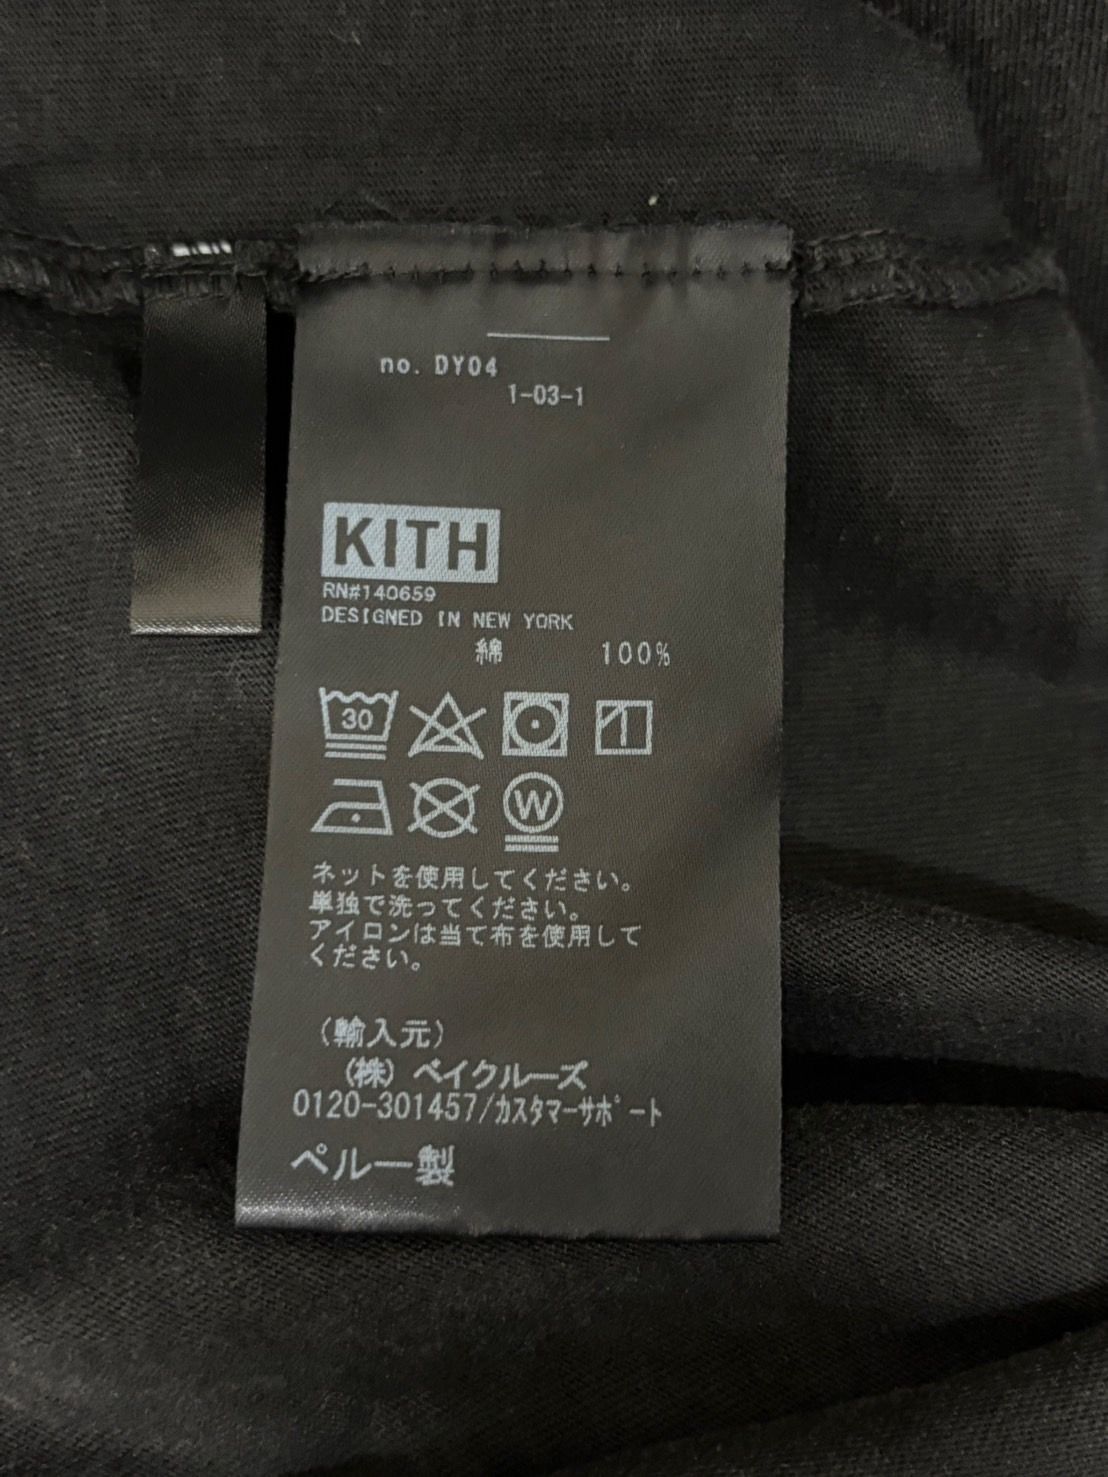 no. DY04
1-03-1
KITH
RN#140659
DESIGNED IN NEW YORK
綿 100%
30
W
ネットを使用してください。
単独で洗ってください。
アイロンは当て布を使用して
ください。
(輸入元)
(株) ベイクルーズ
0120-301457/カスタマーサポート
ペルー製